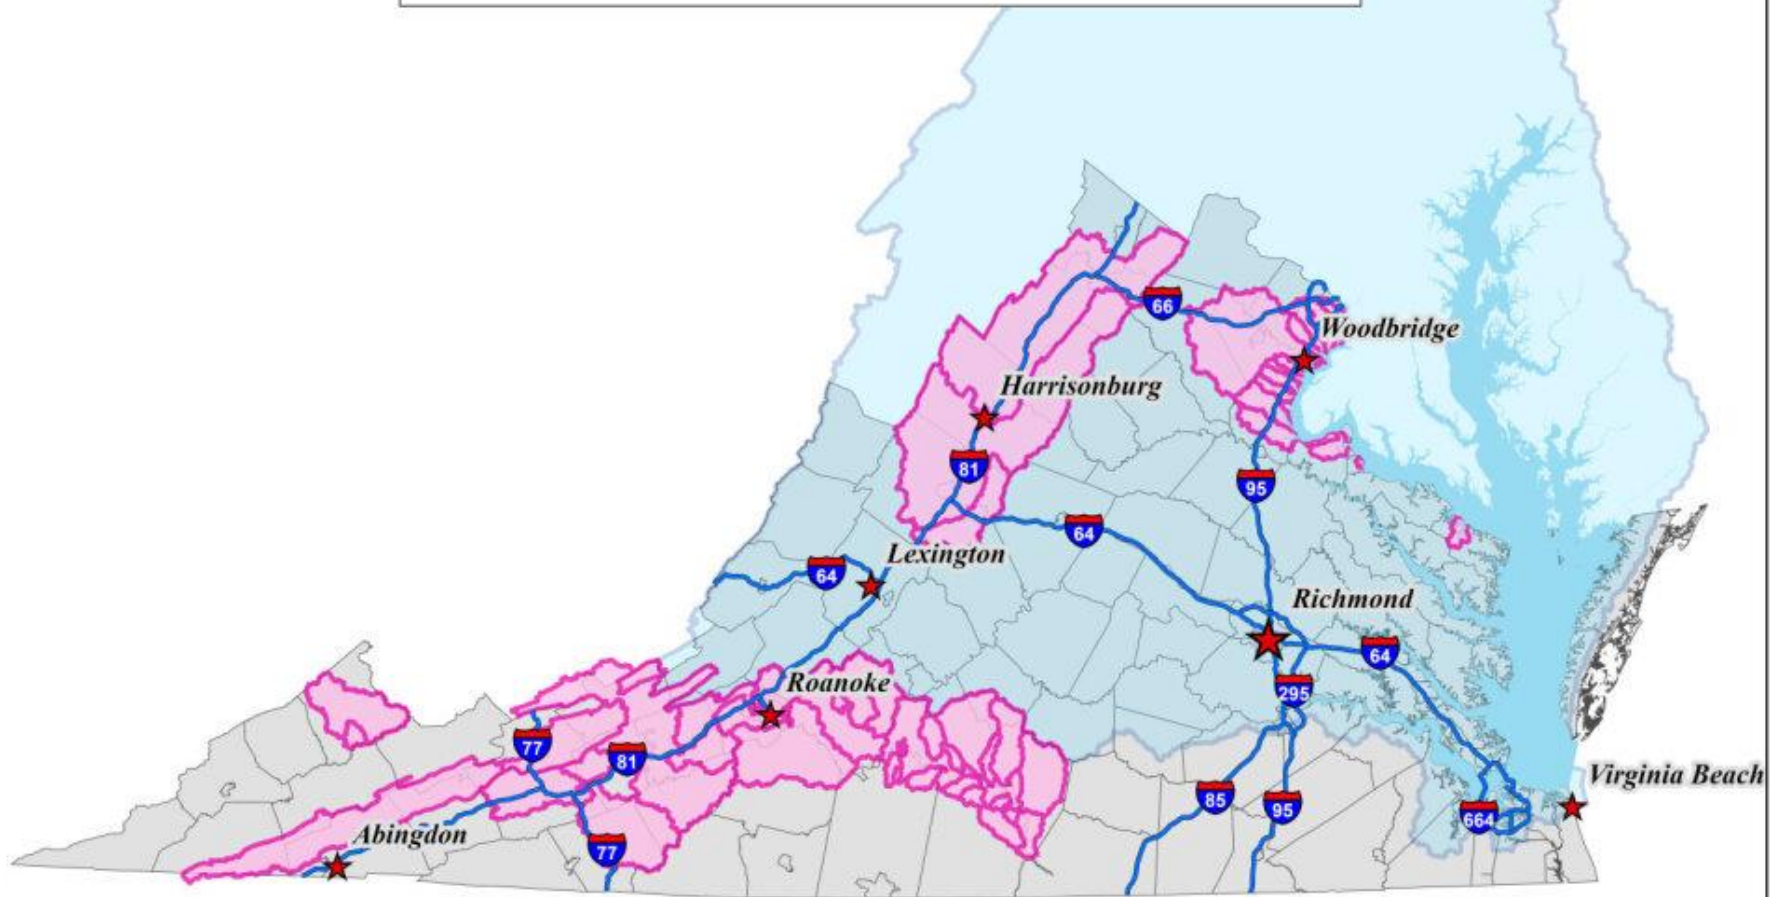 66
Woodbridge
Harrisonburg
81
95
64
Lexington
64
Richmond
64
Roanoke
295
77
81
Virginia Beach
85
95
664
Abingdon
77